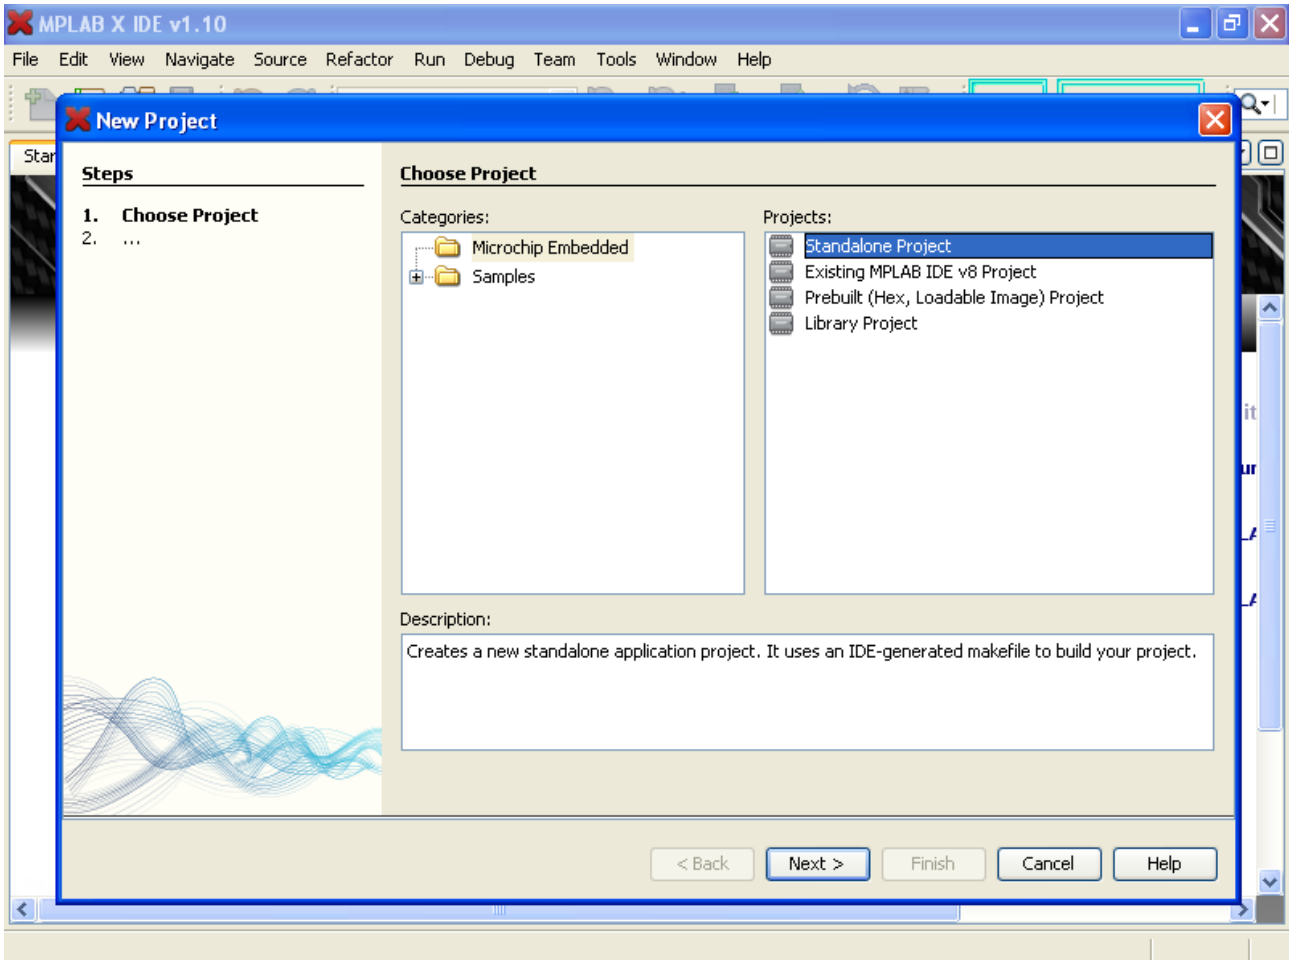 MPLAB X IDE v1.10
File Edit View Navigate Source Refactor Run Debug Team Tools Window Help
New Project
Steps
1. Choose Project
2. ...
Choose Project
Categories:
Microchip Embedded
Samples
Projects:
Standalone Project
Existing MPLAB IDE v8 Project
Prebuilt (Hex, Loadable Image) Project
Library Project
Description:
Creates a new standalone application project. It uses an IDE-generated makefile to build your project.
< Back Next > Finish Cancel Help